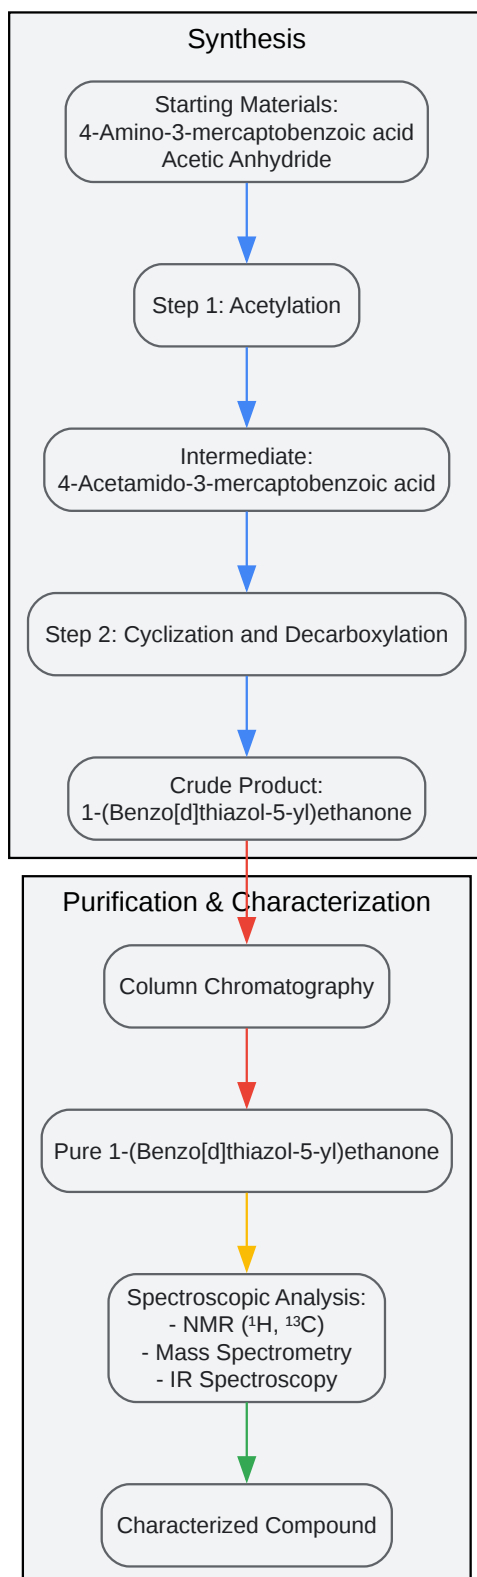 Synthesis
Starting Materials:
4-Amino-3-mercaptobenzoic acid
Acetic Anhydride
Step 1: Acetylation
Intermediate:
4-Acetamido-3-mercaptobenzoic acid
Step 2: Cyclization and Decarboxylation
Crude Product:
1-(Benzo[d]thiazol-5-yl)ethanone
Purification & Characterization
Column Chromatography
Pure 1-(Benzo[d]thiazol-5-yl)ethanone
Spectroscopic Analysis:
- NMR (¹H, ¹³C)
- Mass Spectrometry
- IR Spectroscopy
Characterized Compound